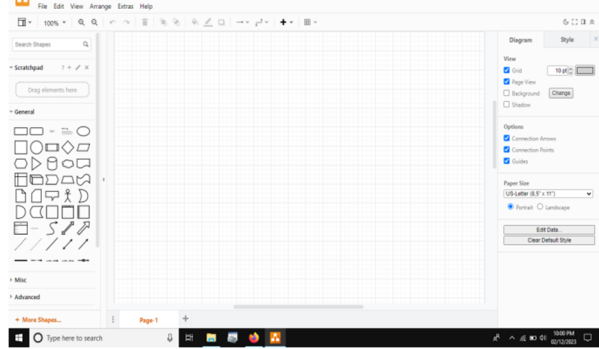 File Edit View Arrange Extras Help
100%
Search Shapes
Scratchpad
Drag elements here
General
Misc
Advanced
+ More Shapes...
Page-1
Diagram Style
View
Grid 10 pt
Page View
Background Change
Shadow
Options
Connection Arrows
Connection Points
Guides
Paper Size
US-Letter (8.5" x 11")
Portrait Landscape
Edit Data...
Clear Default Style
Type here to search
10:00 PM
02/12/2023